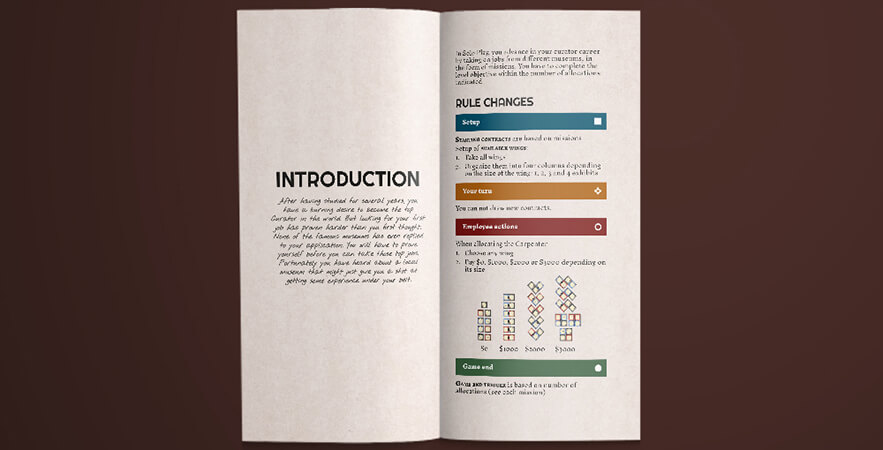 INTRODUCTION
After having studied for several years, you
have a burning desire to become the top
Curator in the world. But looking for your first
job has proven harder than you first thought.
None of the famous museums has ever replied
to your application. You will have to prove
yourself before you can take those top jobs.
Fortunately you have heard about a local
museum that might just give you a shot at
getting some experience under your belt.
In Solo Play, you advance in your curator career
by taking on jobs from different museums, in
the form of missions. You have to complete the
level objective within the number of allocations
indicated
RULE CHANGES
Setup
STARTING CONTRACTS are based on missions
Setup of MUSEUM WINGS:
1. Take all wings
2. Organize them into four columns depending
on the size of the wing: 1, 2, 3 and 4 exhibits
Your turn
You can not draw new contracts.
Employee actions
When allocating the Carpenter
1. Choose any wing
2. Pay $0, $1000, $2000 or $3000 depending on
its size
$0 $1000 $2000 $3000
Game end
GAME END TRIGGER is based on number of
allocations (see each mission)